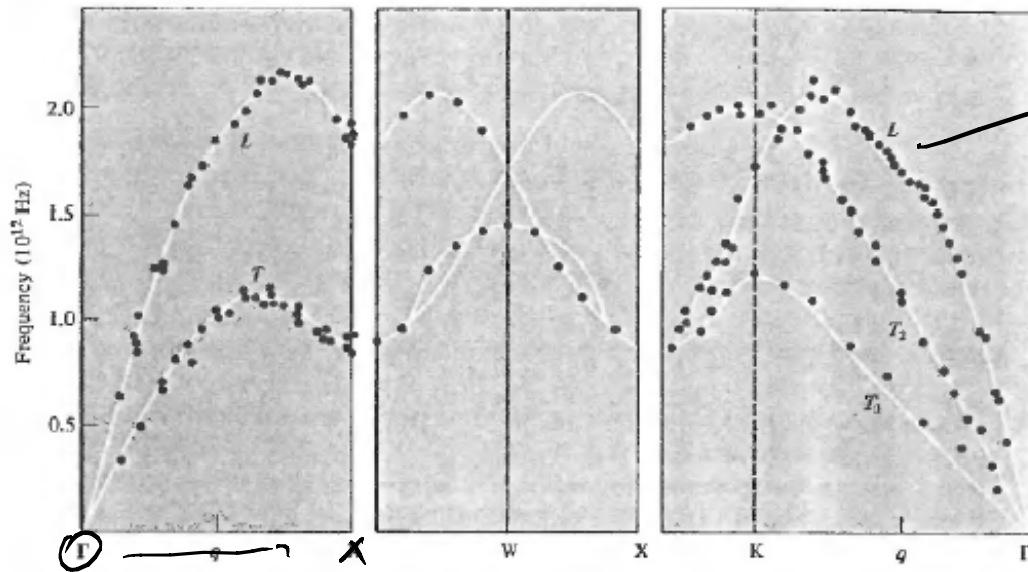 Frequency (10¹² Hz)
2.0
1.5
1.0
0.5
L
T
L
T₂
T₁
Γ
q
X
W
X
K
q
Γ